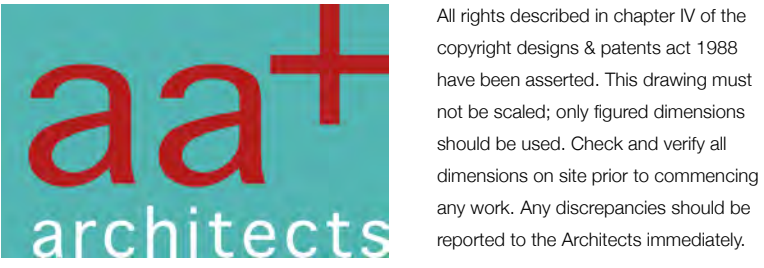 aa+
architects
All rights described in chapter IV of the
copyright designs & patents act 1988
have been asserted. This drawing must
not be scaled; only figured dimensions
should be used. Check and verify all
dimensions on site prior to commencing
any work. Any discrepancies should be
reported to the Architects immediately.